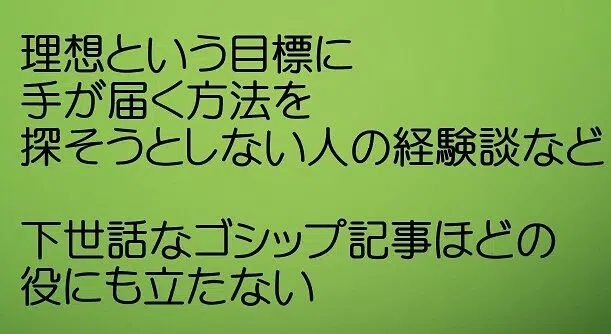 理想という目標に
手が届く方法を
探そうとしない人の経験談など
下世話なゴシップ記事ほどの
役にも立たない